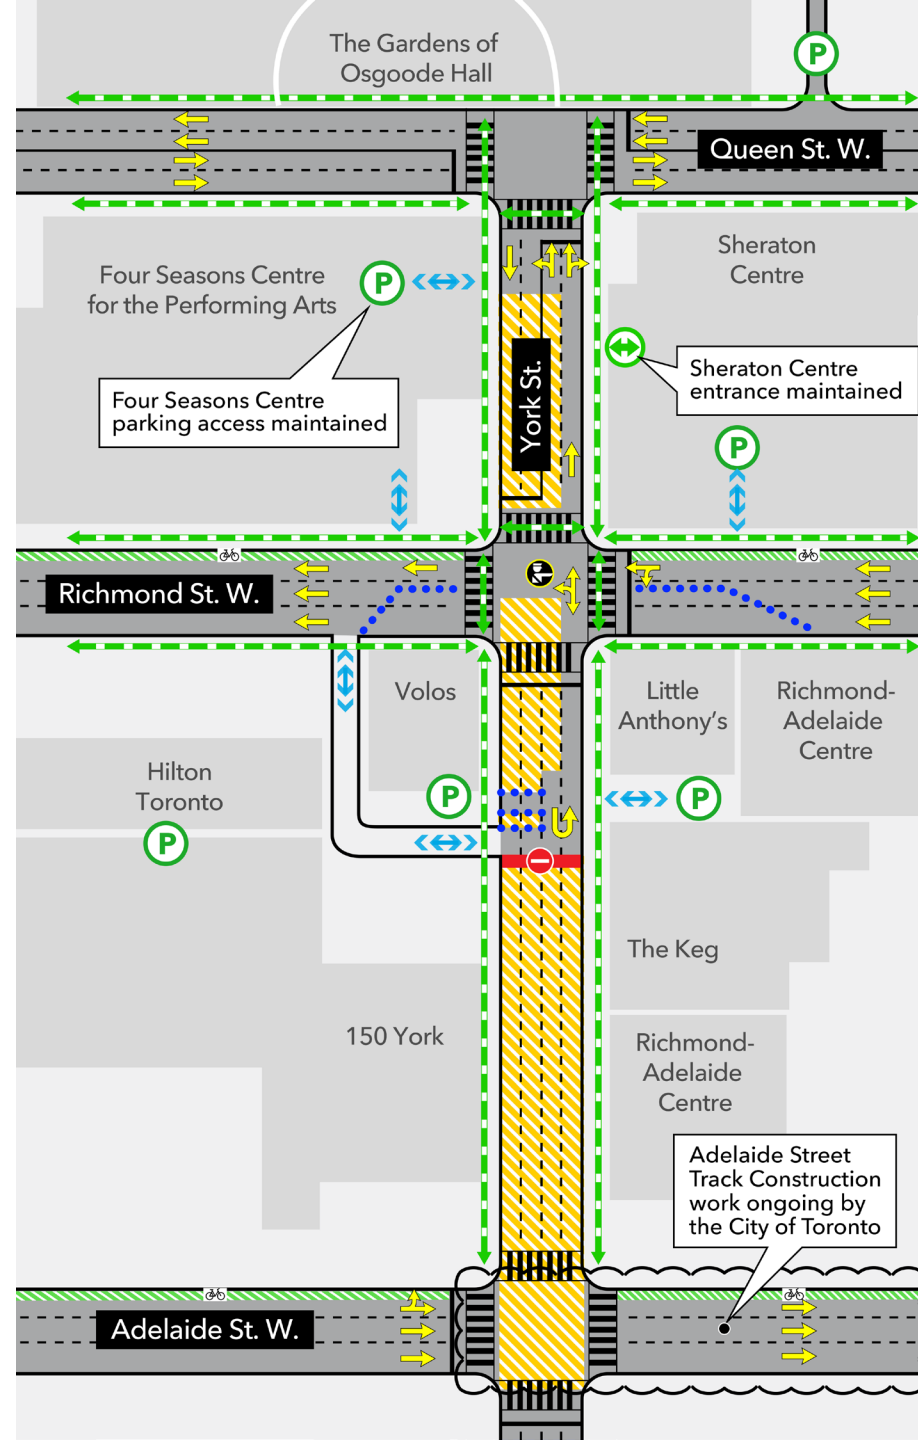 The Gardens of
Osgoode Hall
P
Queen St. W.
Four Seasons Centre
for the Performing Arts
P
Sheraton
Centre
York St.
Sheraton Centre
entrance maintained
Four Seasons Centre
parking access maintained
P
Richmond St. W.
Volos
Little
Anthony's
Richmond-
Adelaide
Centre
Hilton
Toronto
P
P
P
The Keg
150 York
Richmond-
Adelaide
Centre
Adelaide Street
Track Construction
work ongoing by
the City of Toronto
Adelaide St. W.